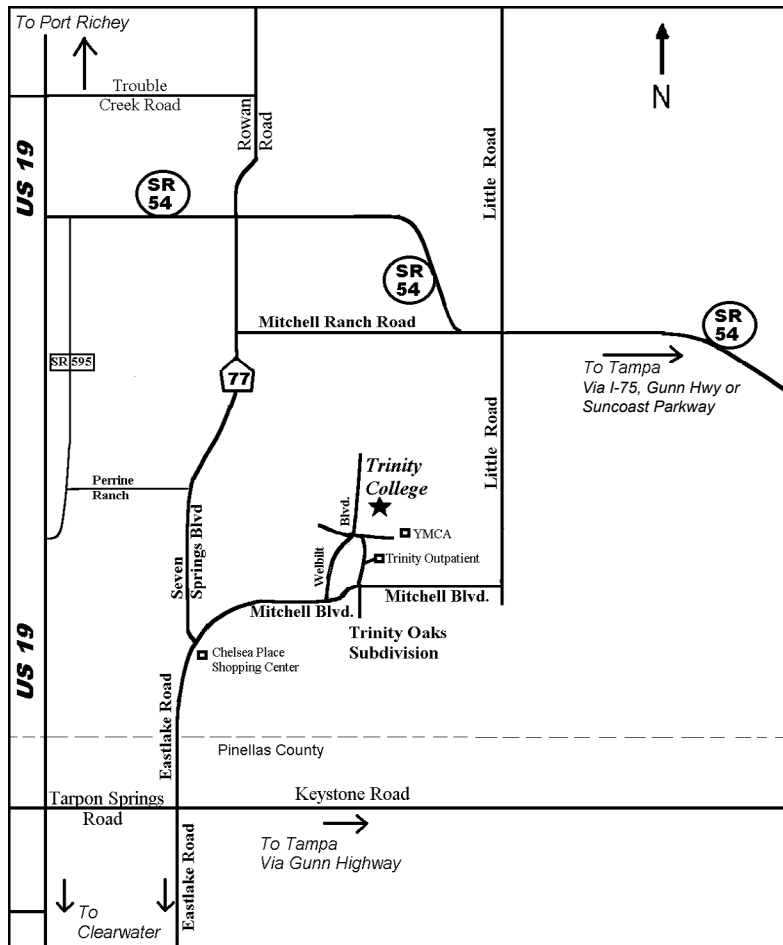 To Port Richey
Trouble
Creek Road
Rowan
Road
N
US 19
SR
54
Little Road
SR
54
SR
54
Mitchell Ranch Road
SR 595
77
To Tampa
Via I-75, Gunn Hwy or
Suncoast Parkway
Little Road
Perrine
Ranch
Trinity
College
Blvd.
YMCA
Trinity Outpatient
Welbilt
Seven
Springs Blvd
Mitchell Blvd.
Mitchell Blvd.
Trinity Oaks
Subdivision
Chelsea Place
Shopping Center
US 19
Eastlake Road
Pinellas County
Tarpon Springs
Road
Keystone Road
To Tampa
Via Gunn Highway
Eastlake Road
To
Clearwater